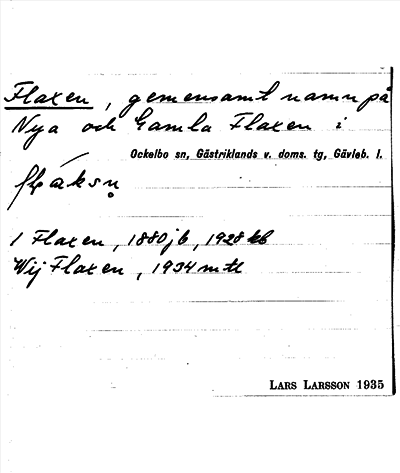 Flaxen, gemensamt namn på
Nya och Gamla Flaxen i
Ockelbo sn, Gästriklands v. doms. tg, Gävleb. l.
1 Flaxen, 1880 jb, 1928 kb
Wij Flaxen, 1934 mtl
LARS LARSSON 1935